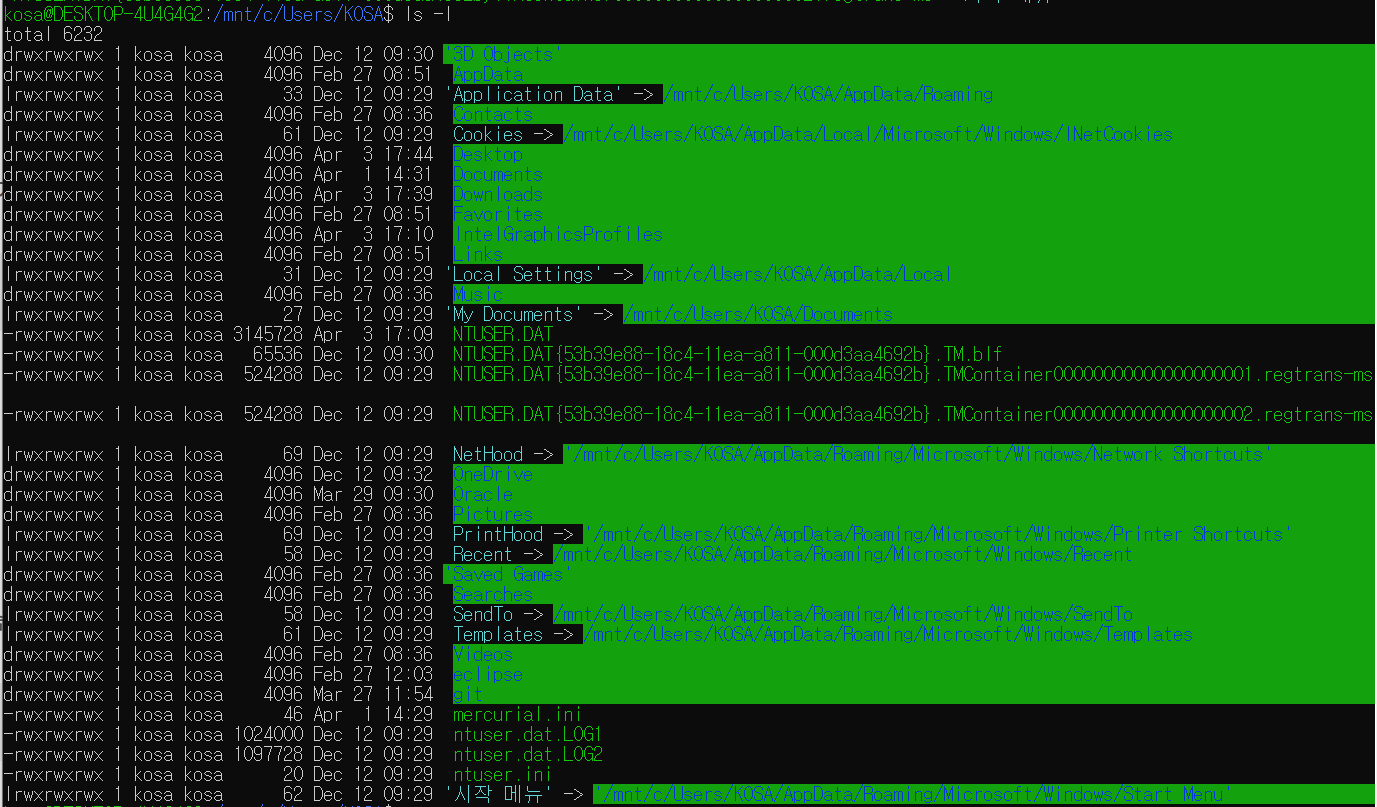 kosa@DESKTOP-4U4G4G2:/mnt/c/Users/KOSA$ ls -l
total 6232
drwxrwxrwx 1 kosa kosa    4096 Dec 12 09:30 '3D Objects'
drwxrwxrwx 1 kosa kosa    4096 Feb 27 08:51  AppData
lrwxrwxrwx 1 kosa kosa      33 Dec 12 09:29 'Application Data' -> /mnt/c/Users/KOSA/AppData/Roaming
drwxrwxrwx 1 kosa kosa    4096 Feb 27 08:36  Contacts
lrwxrwxrwx 1 kosa kosa      61 Dec 12 09:29  Cookies -> /mnt/c/Users/KOSA/AppData/Local/Microsoft/Windows/INetCookies
drwxrwxrwx 1 kosa kosa    4096 Apr  3 17:44  Desktop
drwxrwxrwx 1 kosa kosa    4096 Apr  1 14:31  Documents
drwxrwxrwx 1 kosa kosa    4096 Apr  3 17:39  Downloads
drwxrwxrwx 1 kosa kosa    4096 Feb 27 08:51  Favorites
drwxrwxrwx 1 kosa kosa    4096 Apr  3 17:10  IntelGraphicsProfiles
drwxrwxrwx 1 kosa kosa    4096 Feb 27 08:51  Links
lrwxrwxrwx 1 kosa kosa      31 Dec 12 09:29 'Local Settings' -> /mnt/c/Users/KOSA/AppData/Local
drwxrwxrwx 1 kosa kosa    4096 Feb 27 08:36  Music
lrwxrwxrwx 1 kosa kosa      27 Dec 12 09:29 'My Documents' -> /mnt/c/Users/KOSA/Documents
-rwxrwxrwx 1 kosa kosa 3145728 Apr  3 17:09  NTUSER.DAT
-rwxrwxrwx 1 kosa kosa   65536 Dec 12 09:30  NTUSER.DAT{53b39e88-18c4-11ea-a811-000d3aa4692b}.TM.blf
-rwxrwxrwx 1 kosa kosa  524288 Dec 12 09:29  NTUSER.DAT{53b39e88-18c4-11ea-a811-000d3aa4692b}.TMContainer00000000000000000001.regtrans-ms
-rwxrwxrwx 1 kosa kosa  524288 Dec 12 09:29  NTUSER.DAT{53b39e88-18c4-11ea-a811-000d3aa4692b}.TMContainer00000000000000000002.regtrans-ms
lrwxrwxrwx 1 kosa kosa      69 Dec 12 09:29  NetHood -> '/mnt/c/Users/KOSA/AppData/Roaming/Microsoft/Windows/Network Shortcuts'
drwxrwxrwx 1 kosa kosa    4096 Dec 12 09:32  OneDrive
drwxrwxrwx 1 kosa kosa    4096 Mar 29 09:30  Oracle
drwxrwxrwx 1 kosa kosa    4096 Feb 27 08:36  Pictures
lrwxrwxrwx 1 kosa kosa      69 Dec 12 09:29  PrintHood -> '/mnt/c/Users/KOSA/AppData/Roaming/Microsoft/Windows/Printer Shortcuts'
lrwxrwxrwx 1 kosa kosa      58 Dec 12 09:29  Recent -> /mnt/c/Users/KOSA/AppData/Roaming/Microsoft/Windows/Recent
drwxrwxrwx 1 kosa kosa    4096 Feb 27 08:36 'Saved Games'
drwxrwxrwx 1 kosa kosa    4096 Feb 27 08:36  Searches
lrwxrwxrwx 1 kosa kosa      58 Dec 12 09:29  SendTo -> /mnt/c/Users/KOSA/AppData/Roaming/Microsoft/Windows/SendTo
lrwxrwxrwx 1 kosa kosa      61 Dec 12 09:29  Templates -> /mnt/c/Users/KOSA/AppData/Roaming/Microsoft/Windows/Templates
drwxrwxrwx 1 kosa kosa    4096 Feb 27 08:36  Videos
drwxrwxrwx 1 kosa kosa    4096 Feb 27 12:03  eclipse
drwxrwxrwx 1 kosa kosa    4096 Mar 27 11:54  git
-rwxrwxrwx 1 kosa kosa      46 Apr  1 14:29  mercurial.ini
-rwxrwxrwx 1 kosa kosa 1024000 Dec 12 09:29  ntuser.dat.LOG1
-rwxrwxrwx 1 kosa kosa 1097728 Dec 12 09:29  ntuser.dat.LOG2
-rwxrwxrwx 1 kosa kosa      20 Dec 12 09:29  ntuser.ini
lrwxrwxrwx 1 kosa kosa      62 Dec 12 09:29 '시작 메뉴' -> '/mnt/c/Users/KOSA/AppData/Roaming/Microsoft/Windows/Start Menu'